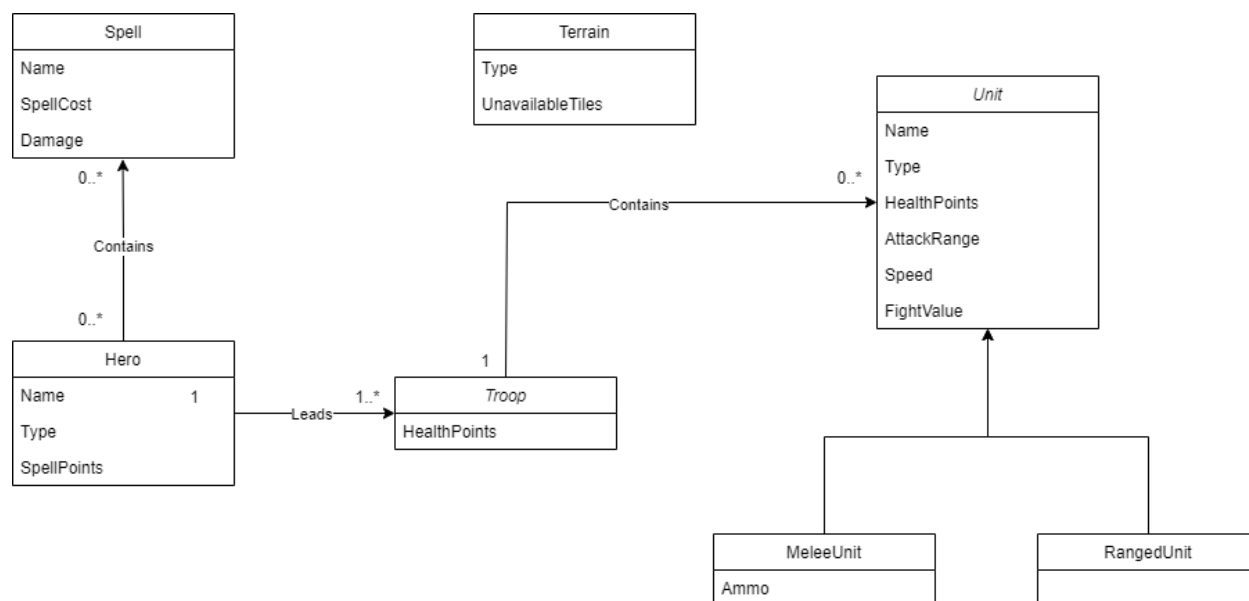 Spell
Name
SpellCost
Damage
Terrain
Type
UnavailableTiles
Unit
Name
Type
HealthPoints
AttackRange
Speed
FightValue
0..*
Contains
0..*
0..*
Contains
1
Hero
Name
1
Type
SpellPoints
Leads
1..*
Troop
HealthPoints
MeleeUnit
Ammo
RangedUnit